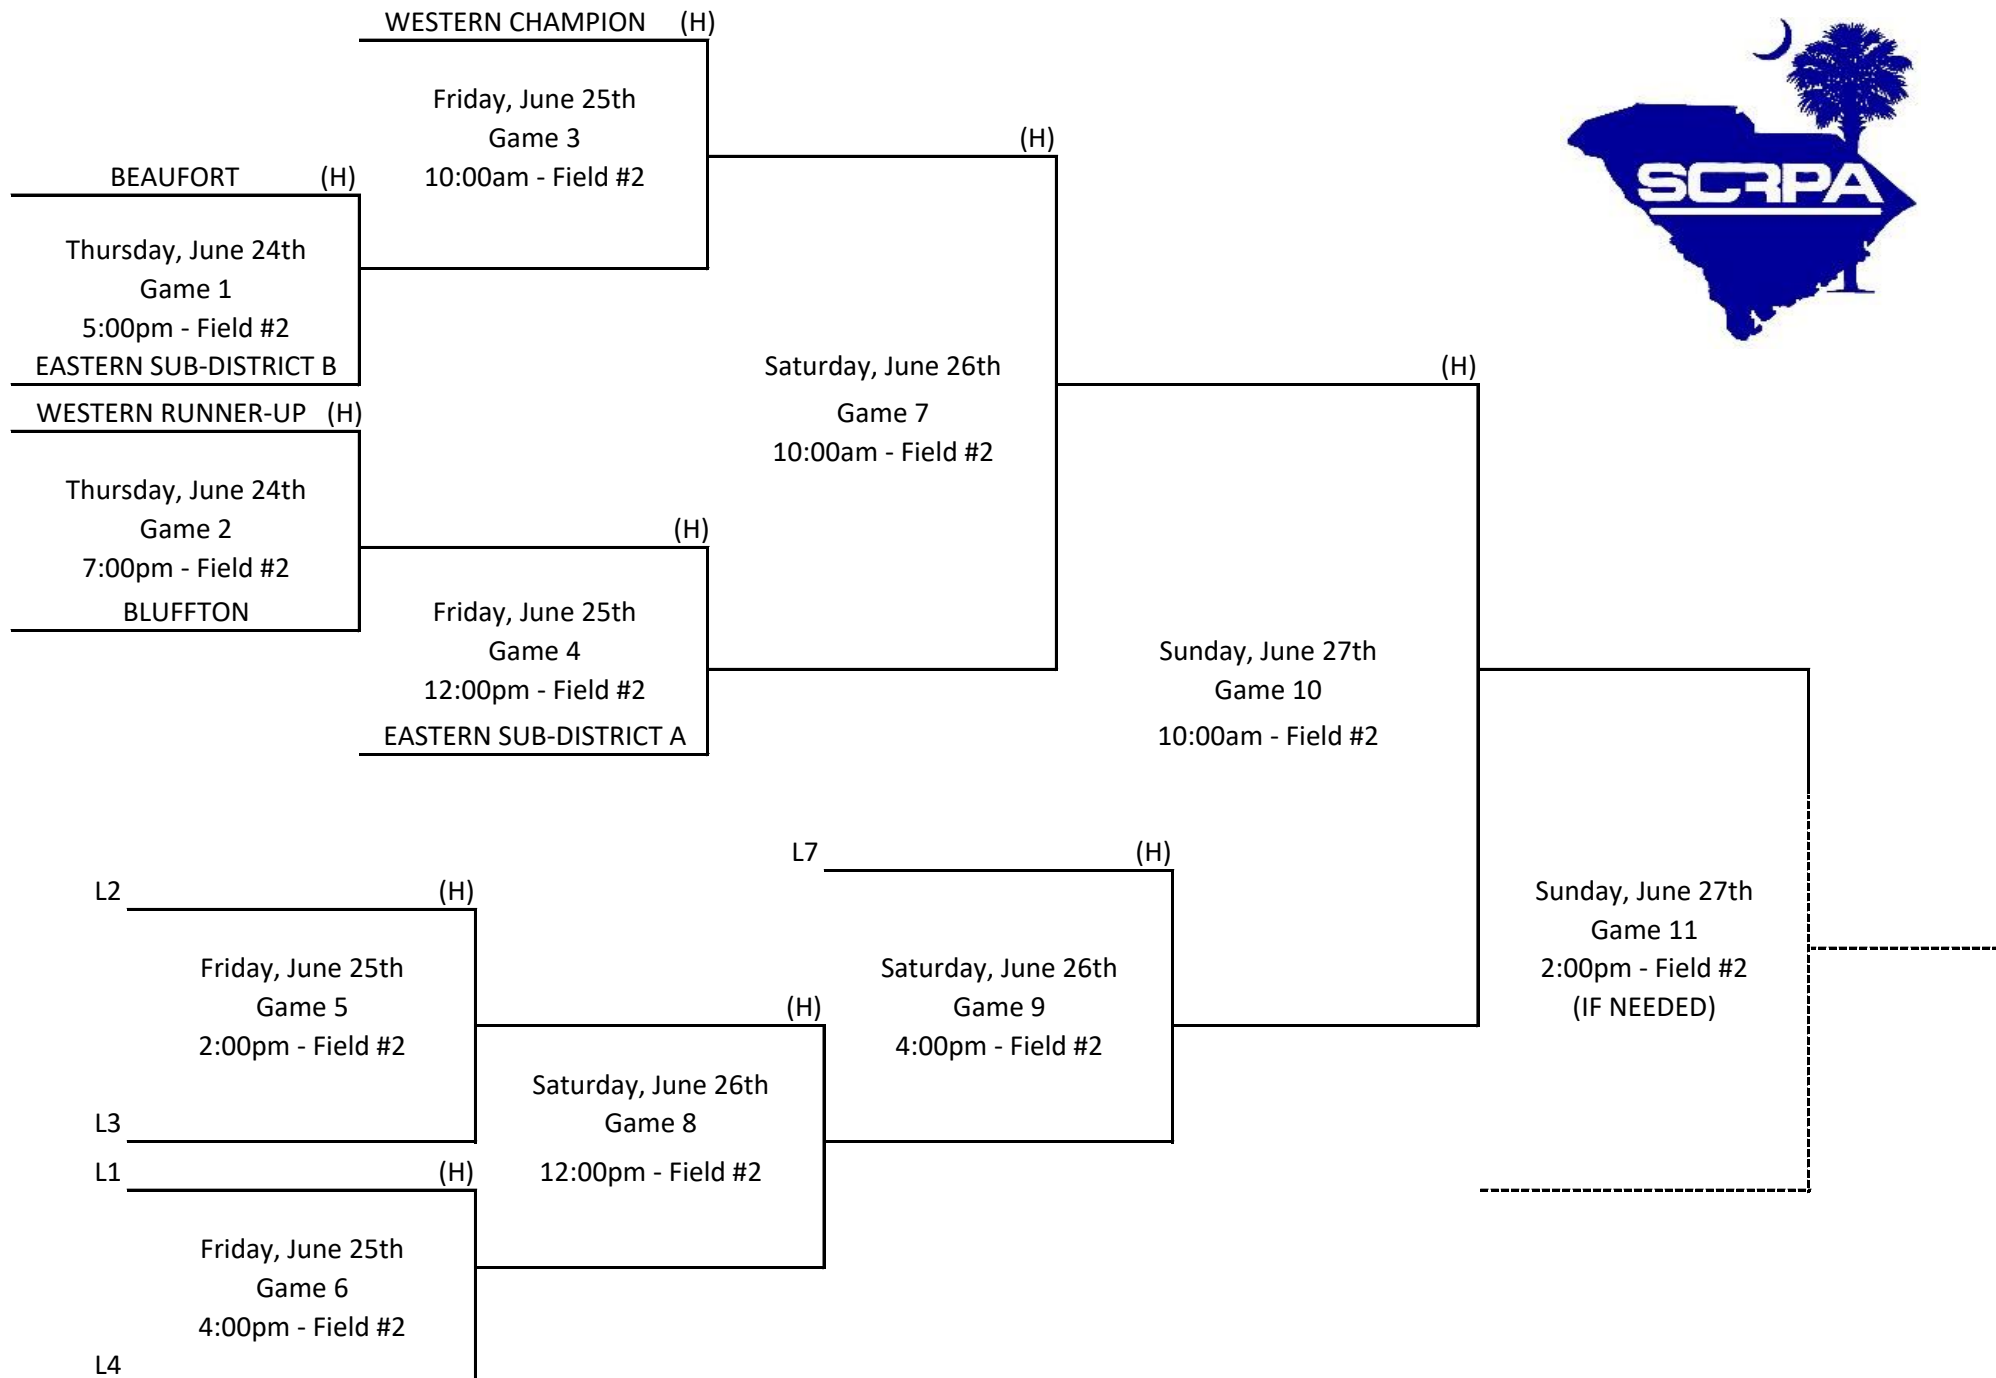 WESTERN CHAMPION (H)
Friday, June 25th
Game 3
10:00am - Field #2
(H)
BEAUFORT (H)
Thursday, June 24th
Game 1
5:00pm - Field #2
EASTERN SUB-DISTRICT B
WESTERN RUNNER-UP (H)
Thursday, June 24th
Game 2
7:00pm - Field #2
BLUFFTON
(H)
Friday, June 25th
Game 4
12:00pm - Field #2
EASTERN SUB-DISTRICT A
Saturday, June 26th
Game 7
10:00am - Field #2
(H)
Sunday, June 27th
Game 10
10:00am - Field #2
SCRPA
L7 (H)
L2 (H)
Friday, June 25th
Game 5
2:00pm - Field #2
L3
L1 (H)
Friday, June 25th
Game 6
4:00pm - Field #2
L4
(H)
Saturday, June 26th
Game 8
12:00pm - Field #2
Saturday, June 26th
Game 9
4:00pm - Field #2
Sunday, June 27th
Game 11
2:00pm - Field #2
(IF NEEDED)